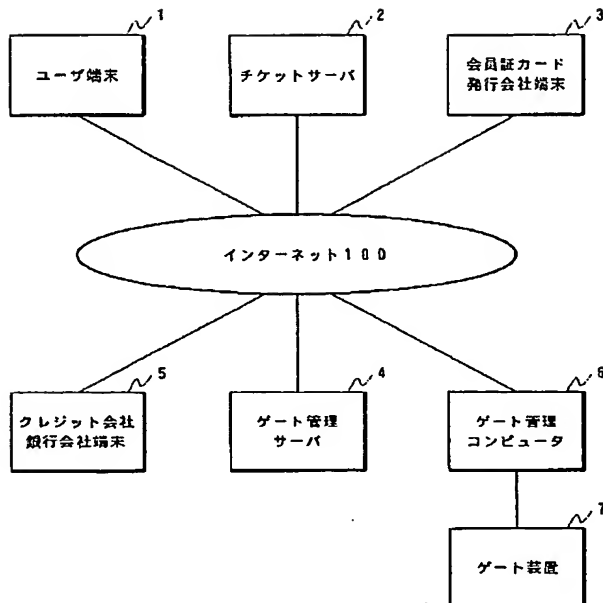 1
ユーザ端末
2
チケットサーバ
3
会員証カード
発行会社端末
インターネット100
5
クレジット会社
銀行会社端末
4
ゲート管理
サーバ
6
ゲート管理
コンピュータ
7
ゲート装置